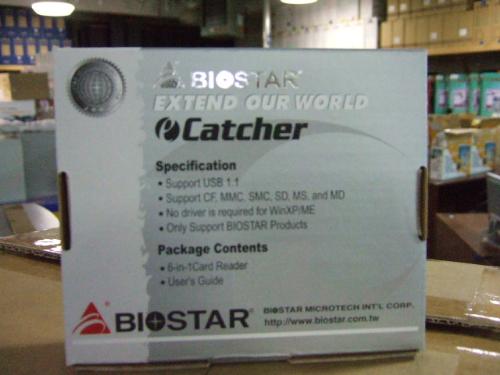 BIOSTAR
EXTEND OUR WORLD
eCatcher
Specification
• Support USB 1.1
• Support CF, MMC, SMC, SD, MS, and MD
• No driver is required for WinXP/ME
• Only Support BIOSTAR Products
Package Contents
• 6-in-1Card Reader
• User's Guide
BIOSTAR®
BIOSTAR MICROTECH INT'L CORP.
http://www.biostar.com.tw